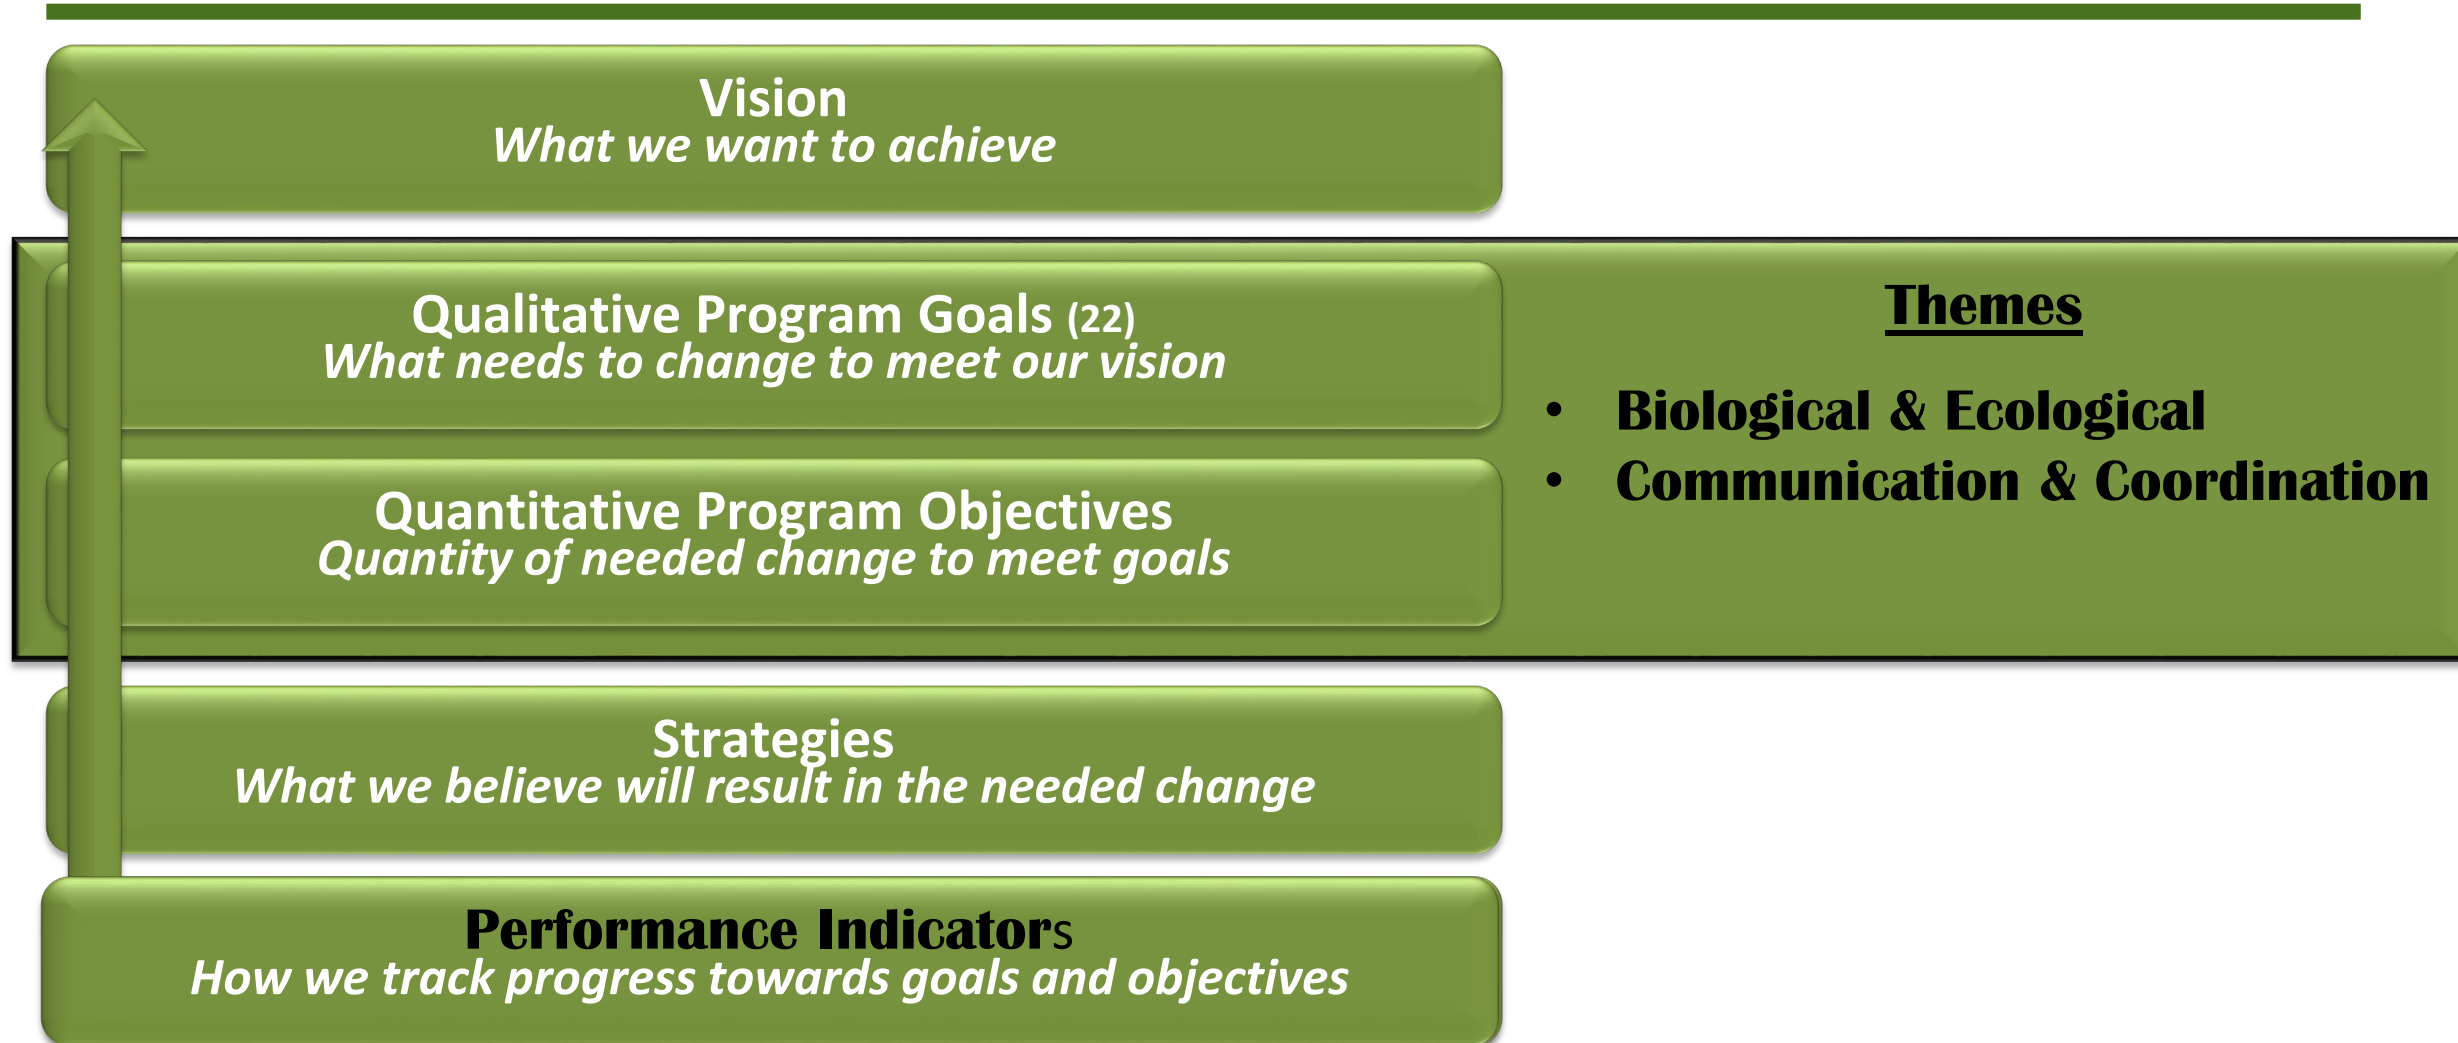 Vision
What we want to achieve
Qualitative Program Goals (22)
What needs to change to meet our vision
Quantitative Program Objectives
Quantity of needed change to meet goals
Themes
• Biological & Ecological
• Communication & Coordination
Strategies
What we believe will result in the needed change
Performance Indicators
How we track progress towards goals and objectives